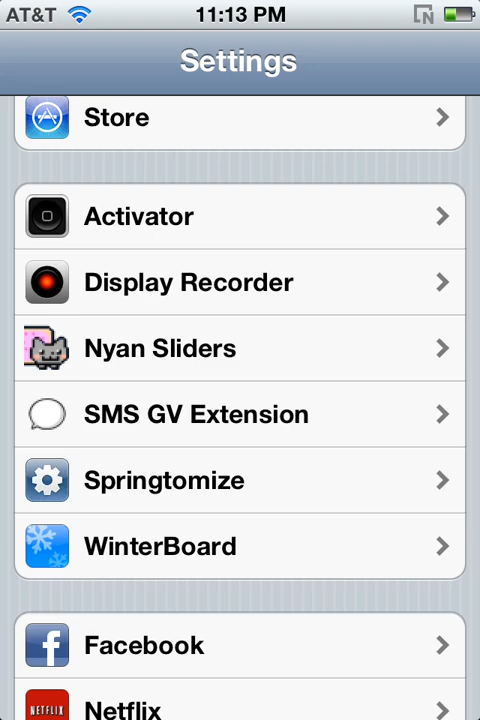 AT&T 11:13 PM N
Settings
Store
Activator
Display Recorder
Nyan Sliders
SMS GV Extension
Springtomize
WinterBoard
f Facebook
NETFLIX Netflix